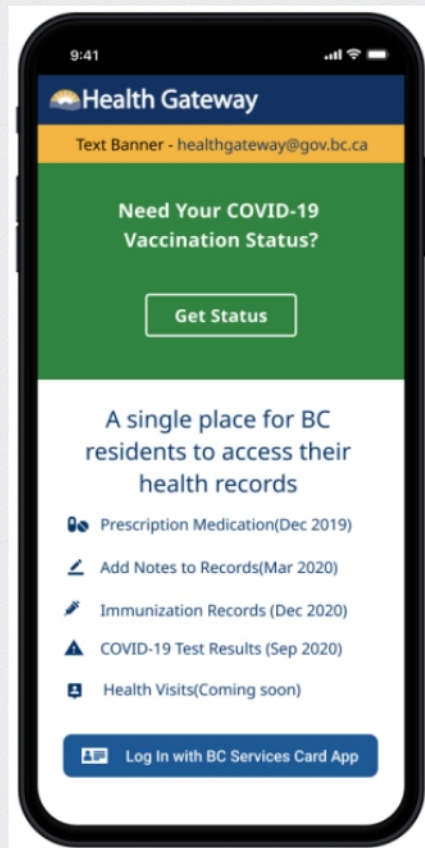 9:41
Health Gateway
Text Banner - healthgateway@gov.bc.ca
Need Your COVID-19
Vaccination Status?
Get Status
A single place for BC
residents to access their
health records
Prescription Medication(Dec 2019)
Add Notes to Records(Mar 2020)
Immunization Records (Dec 2020)
COVID-19 Test Results (Sep 2020)
Health Visits(Coming soon)
Log In with BC Services Card App